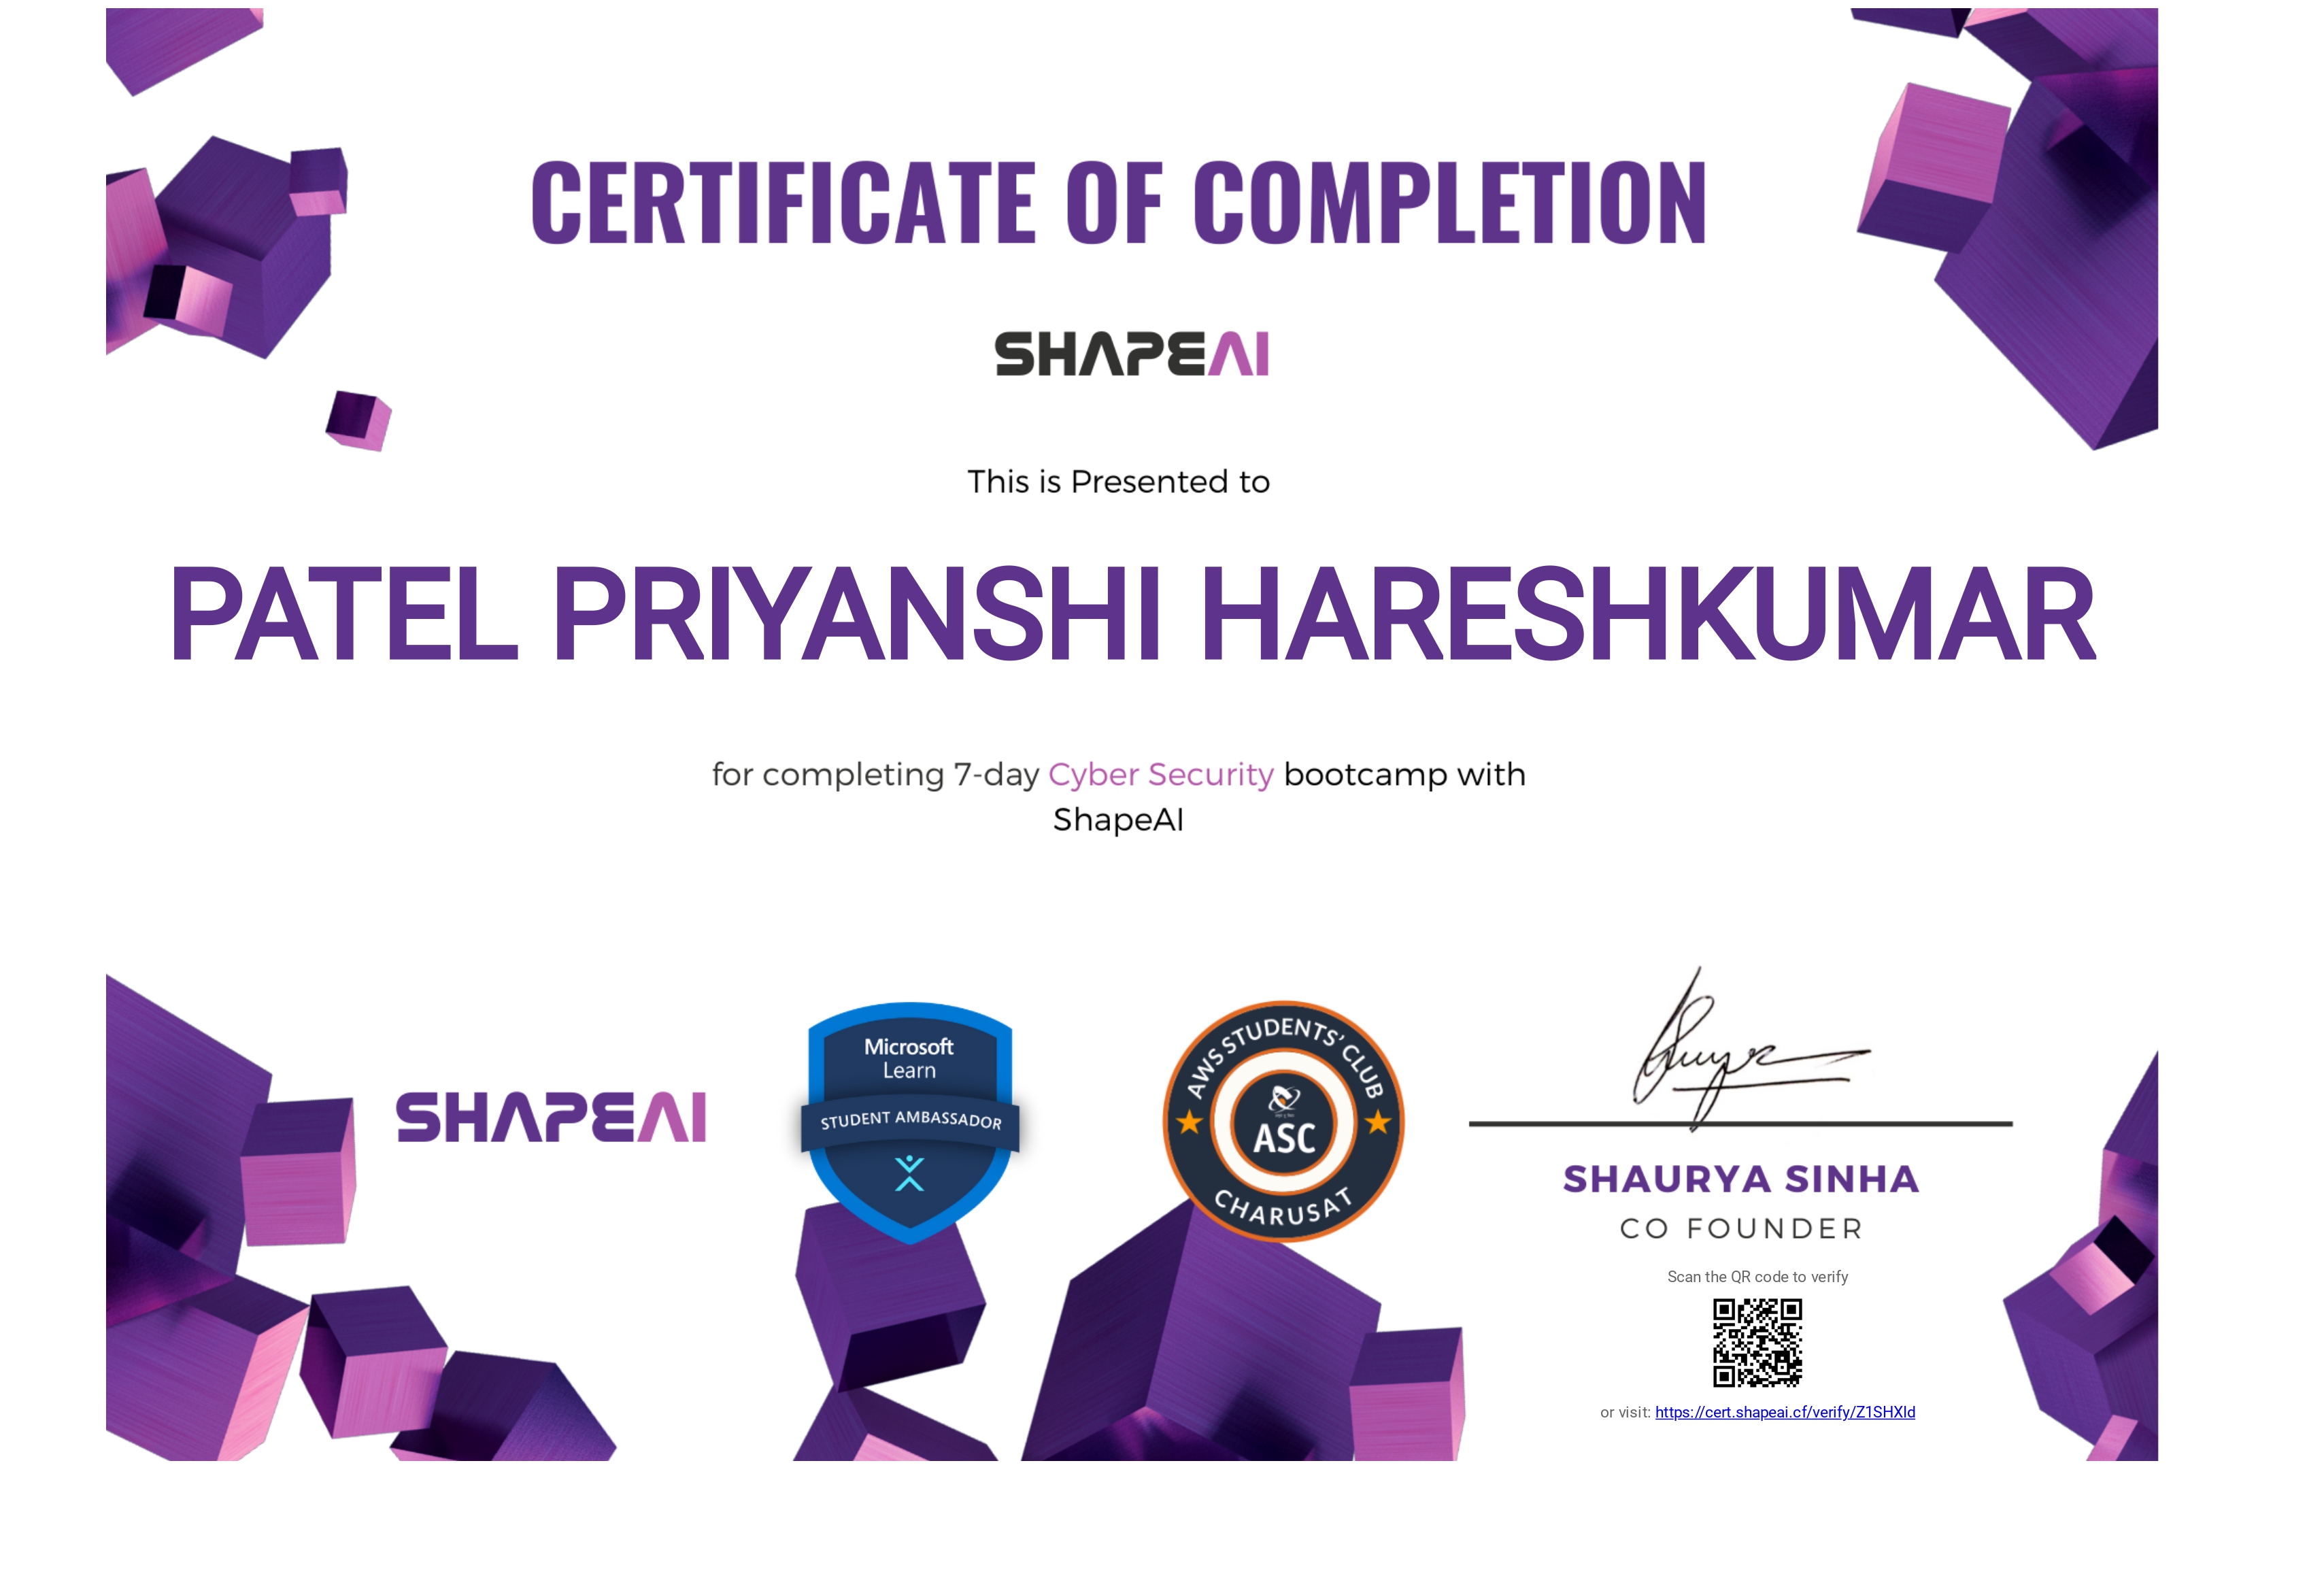 CERTIFICATE OF COMPLETION
SHAPEAI
This is Presented to
PATEL PRIYANSHI HARESHKUMAR
for completing 7-day Cyber Security bootcamp with
ShapeAI
SHAPEAI
Microsoft
Learn
STUDENT AMBASSADOR
AWS STUDENTS' CLUB
ASC
CHARUSAT
SHAURYA SINHA
CO FOUNDER
Scan the QR code to verify
or visit: https://cert.shapeai.cf/verify/Z1SHXId